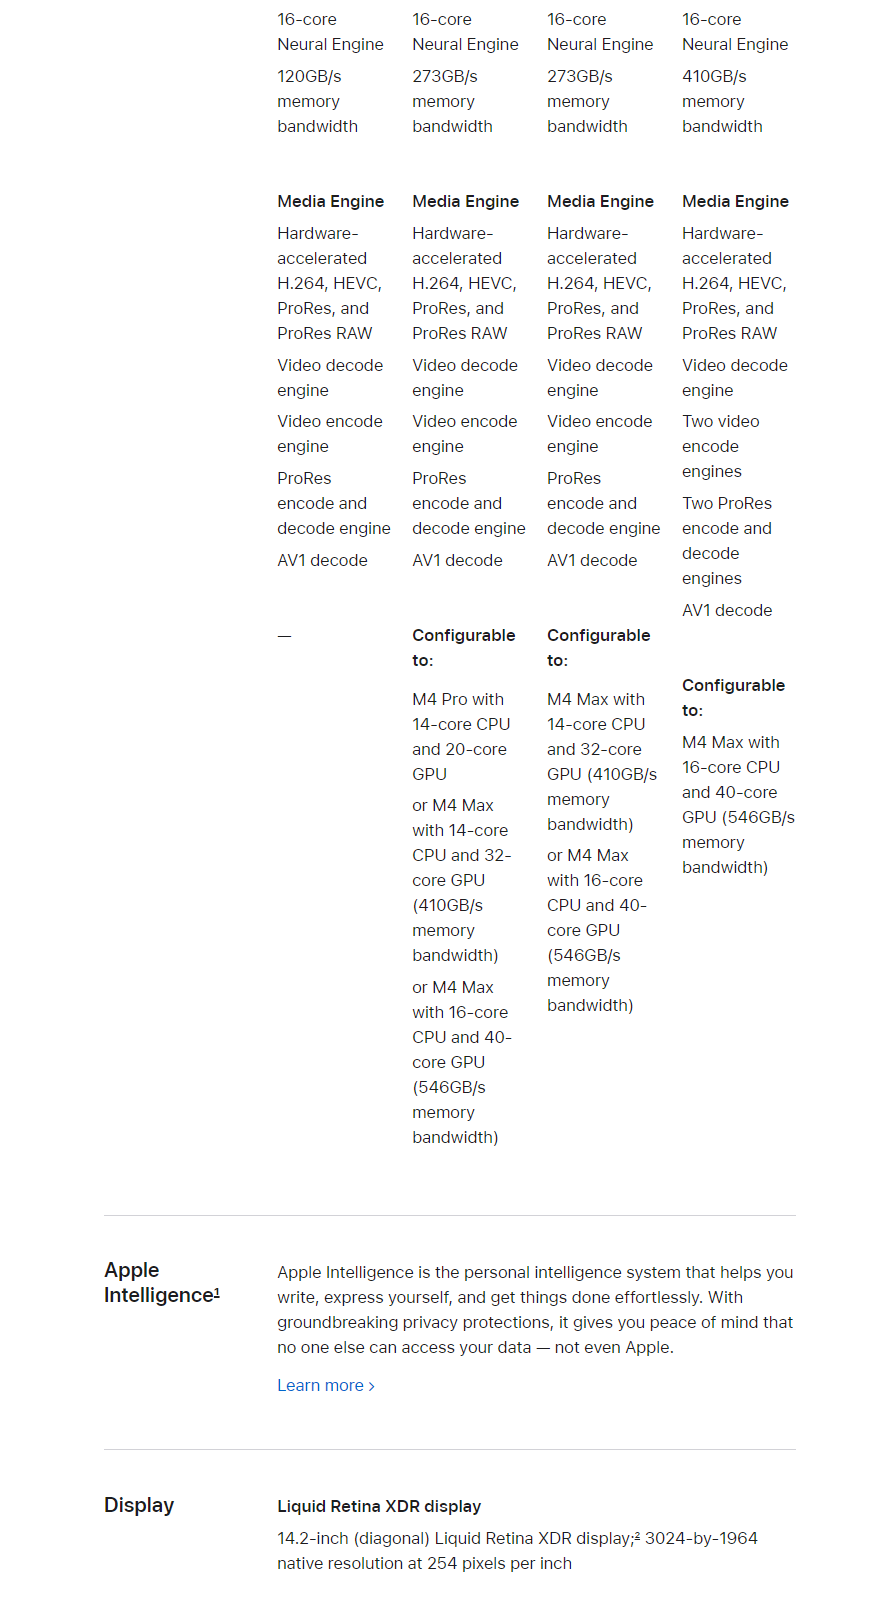 16-core
Neural Engine
120GB/s
memory
bandwidth
Media Engine
Hardware-
accelerated
H.264, HEVC,
ProRes, and
ProRes RAW
Video decode
engine
Video encode
engine
ProRes
encode and
decode engine
AV1 decode
—
16-core
Neural Engine
273GB/s
memory
bandwidth
Media Engine
Hardware-
accelerated
H.264, HEVC,
ProRes, and
ProRes RAW
Video decode
engine
Video encode
engine
ProRes
encode and
decode engine
AV1 decode
Configurable
to:
M4 Pro with
14-core CPU
and 20-core
GPU
or M4 Max
with 14-core
CPU and 32-
core GPU
(410GB/s
memory
bandwidth)
or M4 Max
with 16-core
CPU and 40-
core GPU
(546GB/s
memory
bandwidth)
16-core
Neural Engine
273GB/s
memory
bandwidth
Media Engine
Hardware-
accelerated
H.264, HEVC,
ProRes, and
ProRes RAW
Video decode
engine
Video encode
engine
ProRes
encode and
decode engine
AV1 decode
Configurable
to:
M4 Max with
14-core CPU
and 32-core
GPU (410GB/s
memory
bandwidth)
or M4 Max
with 16-core
CPU and 40-
core GPU
(546GB/s
memory
bandwidth)
16-core
Neural Engine
410GB/s
memory
bandwidth
Media Engine
Hardware-
accelerated
H.264, HEVC,
ProRes, and
ProRes RAW
Video decode
engine
Two video
encode
engines
Two ProRes
encode and
decode
engines
AV1 decode
Configurable
to:
M4 Max with
16-core CPU
and 40-core
GPU (546GB/s
memory
bandwidth)
Apple
Intelligence¹
Apple Intelligence is the personal intelligence system that helps you
write, express yourself, and get things done effortlessly. With
groundbreaking privacy protections, it gives you peace of mind that
no one else can access your data — not even Apple.
Learn more >
Display
Liquid Retina XDR display
14.2-inch (diagonal) Liquid Retina XDR display;² 3024-by-1964
native resolution at 254 pixels per inch